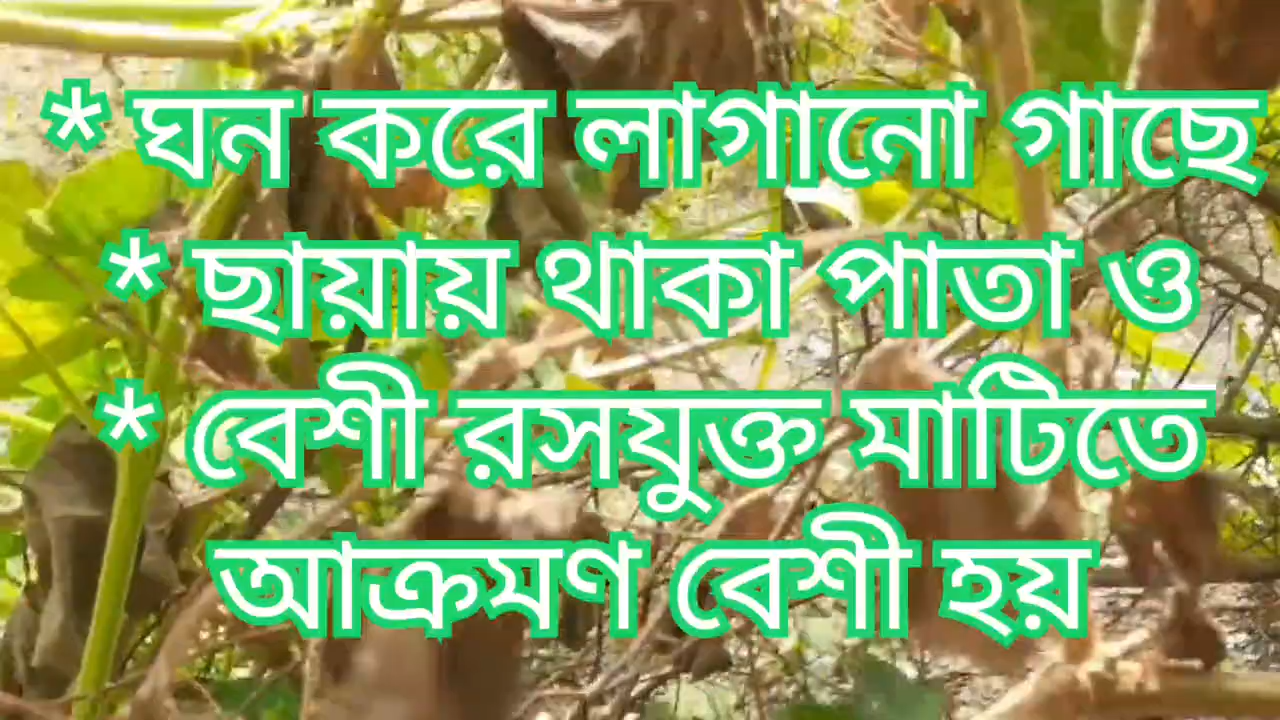 * ঘন করে লাগানো গাছে
* ছায়ায় থাকা পাতা ও
* বেশী রসযুক্ত মাটিতে
আক্রমণ বেশী হয়